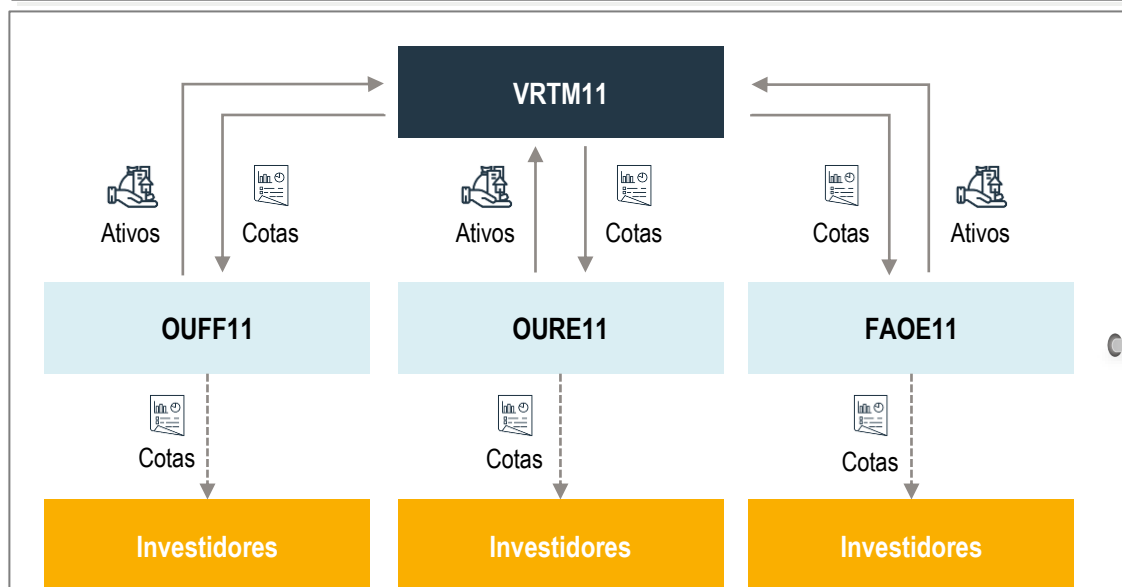 VRTM11
Ativos
Cotas
Ativos
Cotas
Cotas
Ativos
OUFF11
OURE11
FAOE11
Cotas
Cotas
Cotas
Investidores
Investidores
Investidores